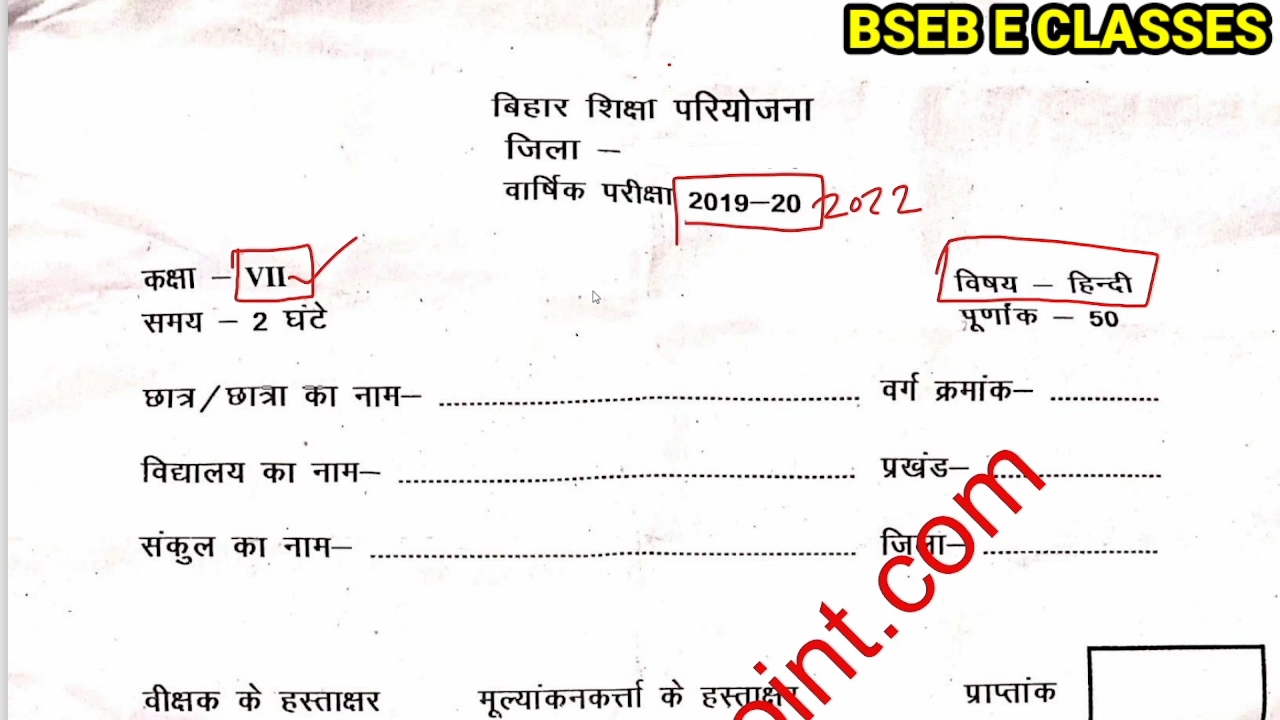 BSEB E CLASSES
बिहार शिक्षा परियोजना
जिला –
वार्षिक परीक्षा 2019–20 2022
कक्षा – VII
विषय – हिन्दी
समय – 2 घंटे
पूर्णांक – 50
छात्र/छात्रा का नाम– ........................ वर्ग क्रमांक– ............
विद्यालय का नाम– ........................ प्रखंड– ............
संकुल का नाम– ........................ जिला– ............
वीक्षक के हस्ताक्षर मूल्यांकनकर्त्ता के हस्ताक्षर प्राप्तांक
oint.com